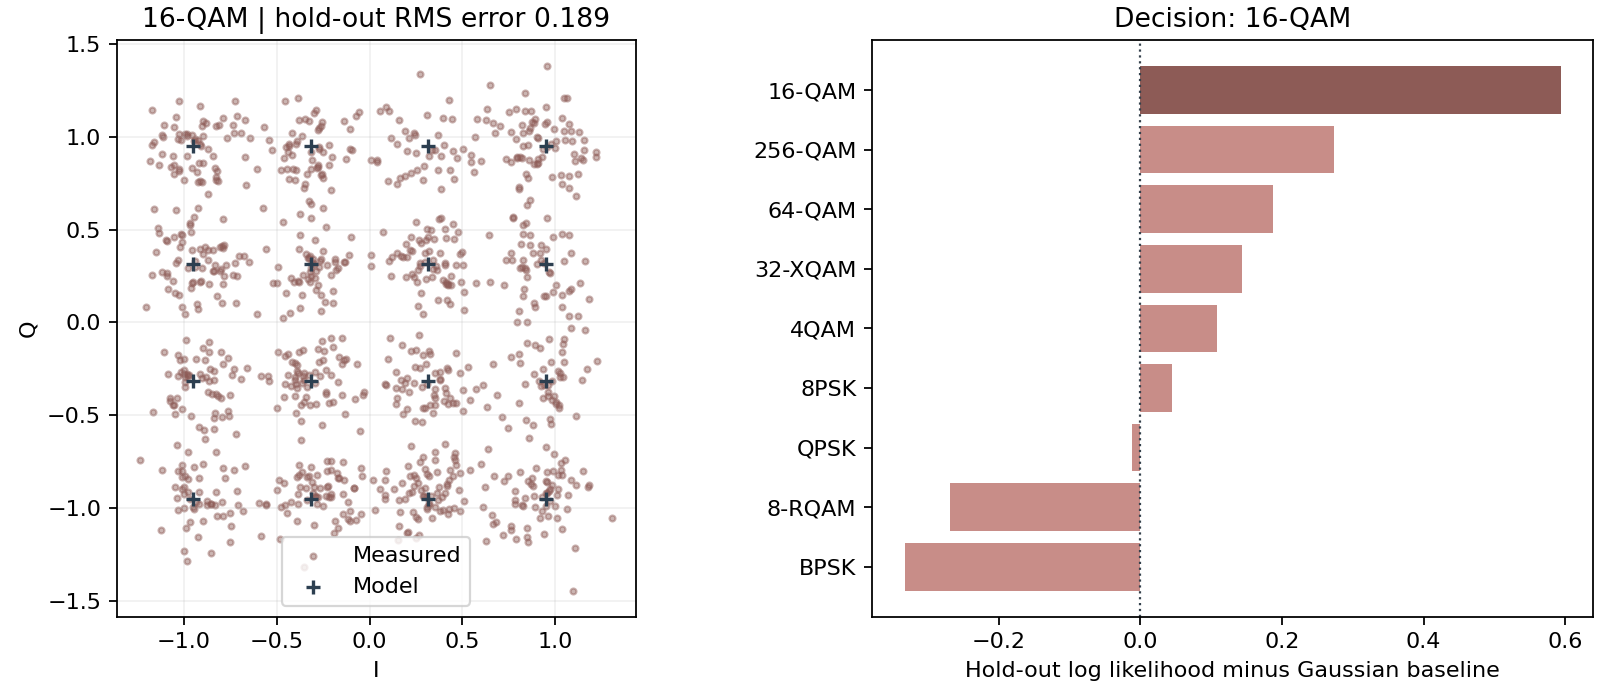 16-QAM | hold-out RMS error 0.189
1.5
1.0
0.5
0.0
−0.5
−1.0
−1.5
Q
Measured
Model
−1.0
−0.5
0.0
0.5
1.0
I
Decision: 16-QAM
16-QAM
256-QAM
64-QAM
32-XQAM
4QAM
8PSK
QPSK
8-RQAM
BPSK
−0.2
0.0
0.2
0.4
0.6
Hold-out log likelihood minus Gaussian baseline